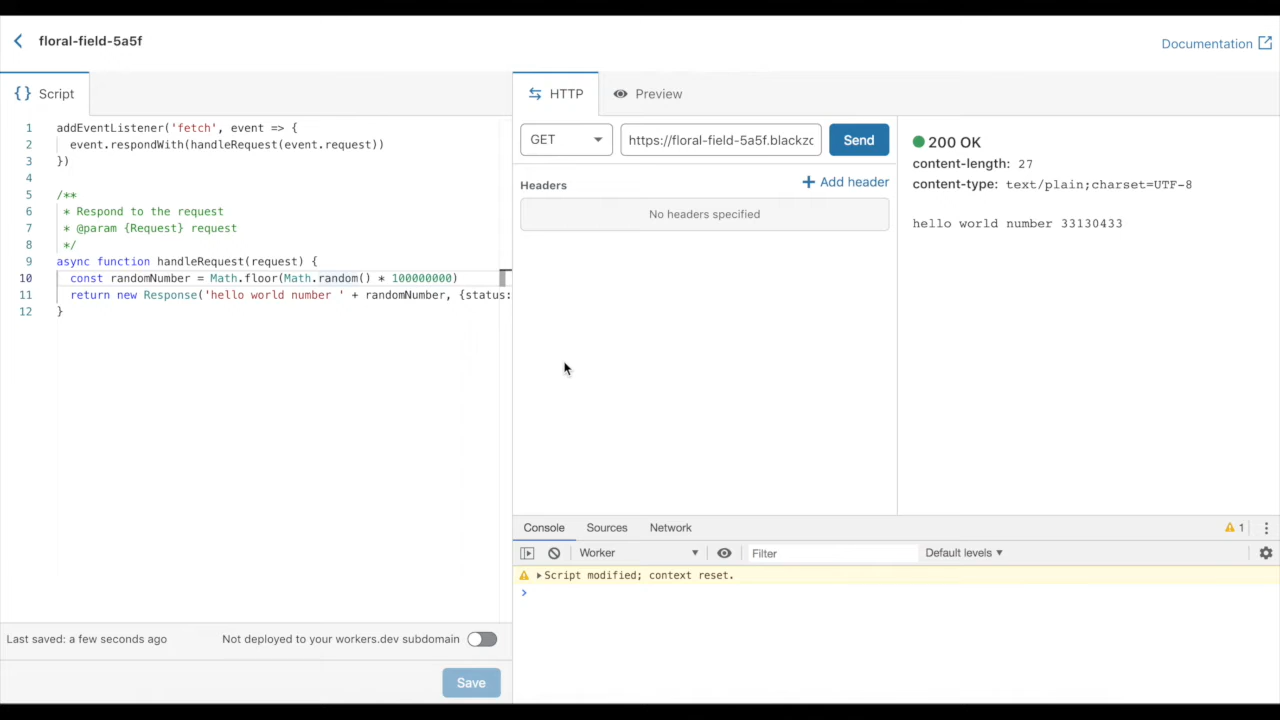 floral-field-5a5f
Documentation
{ } Script
HTTP
Preview
1 addEventListener('fetch', event => {
2 event.respondWith(handleRequest(event.request))
3 })
4
5 /**
6 * Respond to the request
7 * @param {Request} request
8 */
9 async function handleRequest(request) {
10 const randomNumber = Math.floor(Math.random() * 100000000)
11 return new Response('hello world number ' + randomNumber, {status:
12 }
GET
https://floral-field-5a5f.blackzo
Send
Headers
+ Add header
No headers specified
200 OK
content-length: 27
content-type: text/plain;charset=UTF-8
hello world number 33130433
Console
Sources
Network
1
Worker
Filter
Default levels
Script modified; context reset.
>
Last saved: a few seconds ago
Not deployed to your workers.dev subdomain
Save